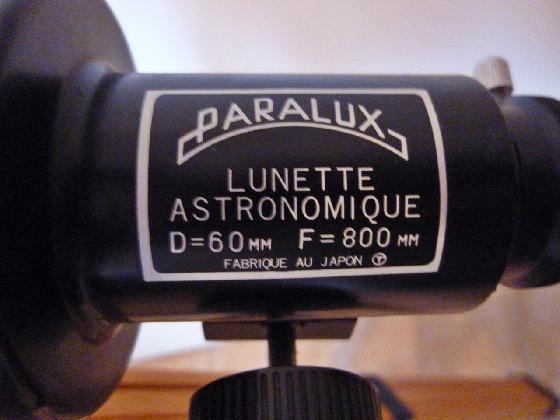 PARALUX
LUNETTE
ASTRONOMIQUE
D=60MM F=800MM
FABRIQUE AU JAPON